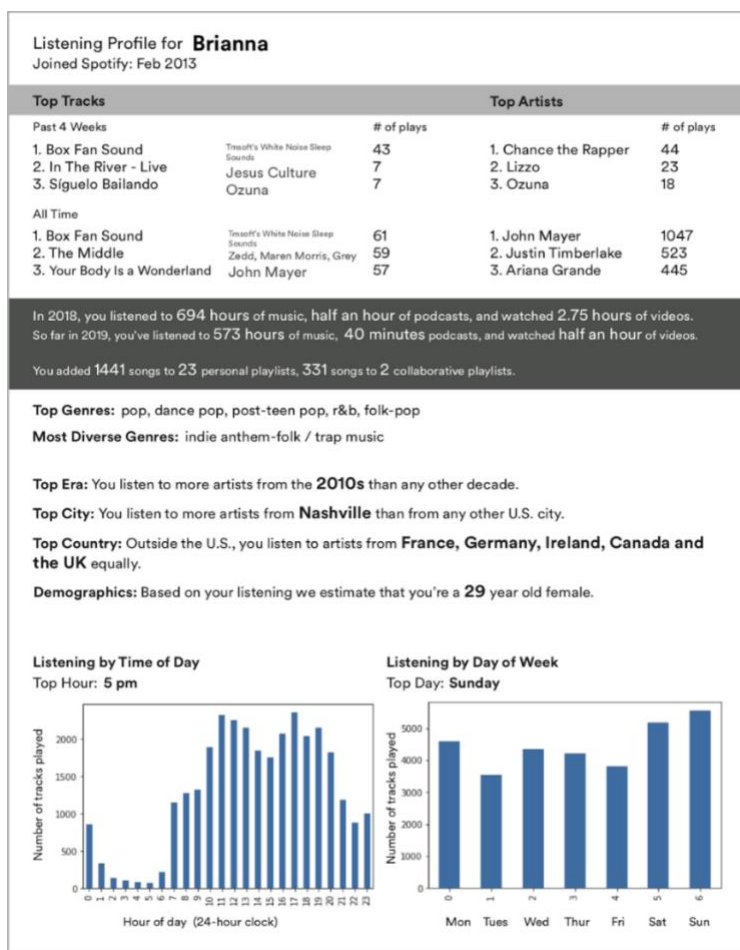 Listening Profile for Brianna
Joined Spotify: Feb 2013
Top Tracks
Top Artists
Past 4 Weeks
# of plays
# of plays
1. Box Fan Sound Tmsoft's White Noise Sleep Sounds 43
2. In The River - Live Jesus Culture 7
3. Síguelo Bailando Ozuna 7
1. Chance the Rapper 44
2. Lizzo 23
3. Ozuna 18
All Time
1. Box Fan Sound Tmsoft's White Noise Sleep Sounds 61
2. The Middle Zedd, Maren Morris, Grey 59
3. Your Body Is a Wonderland John Mayer 57
1. John Mayer 1047
2. Justin Timberlake 523
3. Ariana Grande 445
In 2018, you listened to 694 hours of music, half an hour of podcasts, and watched 2.75 hours of videos.
So far in 2019, you've listened to 573 hours of music, 40 minutes podcasts, and watched half an hour of videos.
You added 1441 songs to 23 personal playlists, 331 songs to 2 collaborative playlists.
Top Genres: pop, dance pop, post-teen pop, r&b, folk-pop
Most Diverse Genres: indie anthem-folk / trap music
Top Era: You listen to more artists from the 2010s than any other decade.
Top City: You listen to more artists from Nashville than from any other U.S. city.
Top Country: Outside the U.S., you listen to artists from France, Germany, Ireland, Canada and
the UK equally.
Demographics: Based on your listening we estimate that you're a 29 year old female.
Listening by Time of Day
Top Hour: 5 pm
Number of tracks played
2000
1500
1000
500
0
0 1 2 3 4 5 6 7 8 9 10 11 12 13 14 15 16 17 18 19 20 21 22 23
Hour of day (24-hour clock)
Listening by Day of Week
Top Day: Sunday
Number of tracks played
5000
4000
3000
2000
1000
0
0 1 2 3 4 5 6
Mon Tues Wed Thur Fri Sat Sun